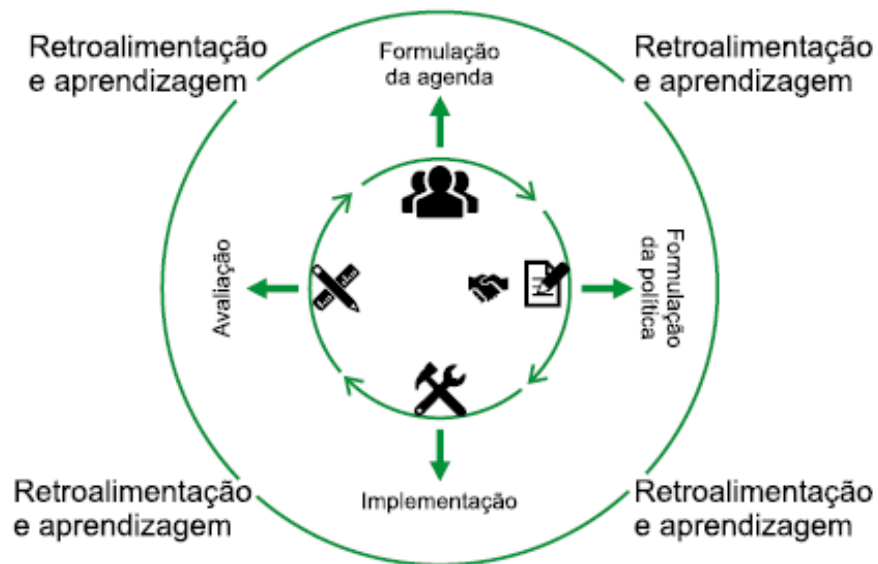 Retroalimentação
e aprendizagem
Formulação
da agenda
Retroalimentação
e aprendizagem
Avaliação
Formulação
da política
Retroalimentação
e aprendizagem
Implementação
Retroalimentação
e aprendizagem